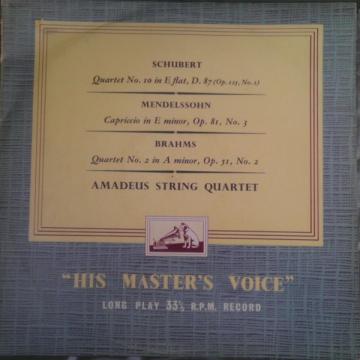 SCHUBERT
Quartet No. 10 in E flat, D. 87 (Op. 125, No. 1)
MENDELSSOHN
Capriccio in E minor, Op. 81, No. 3
BRAHMS
Quartet No. 2 in A minor, Op. 51, No. 2
AMADEUS STRING QUARTET
"HIS MASTER'S VOICE"
LONG PLAY 33⅓ R.P.M. RECORD